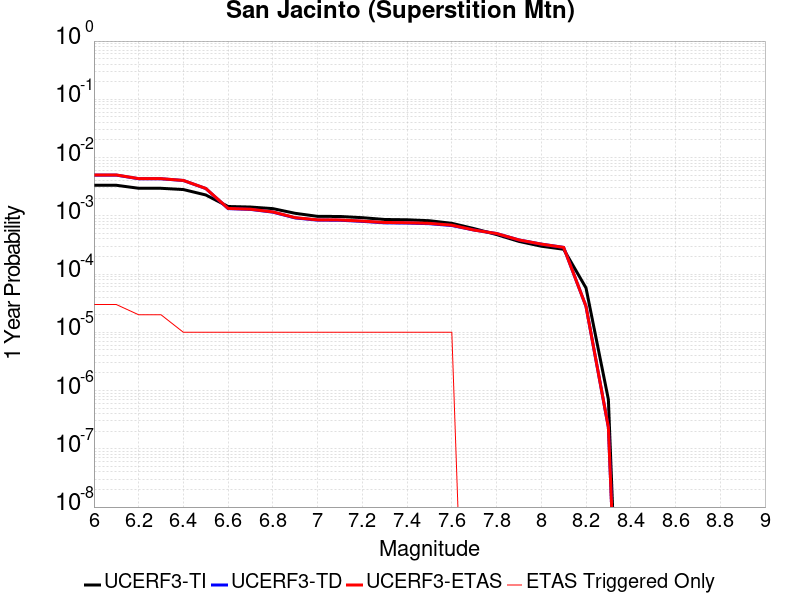 San Jacinto (Superstition Mtn)
1 Year Probability
10^0
10^-1
10^-2
10^-3
10^-4
10^-5
10^-6
10^-7
10^-8
6 6.2 6.4 6.6 6.8 7 7.2 7.4 7.6 7.8 8 8.2 8.4 8.6 8.8 9
Magnitude
UCERF3-TI UCERF3-TD UCERF3-ETAS ETAS Triggered Only